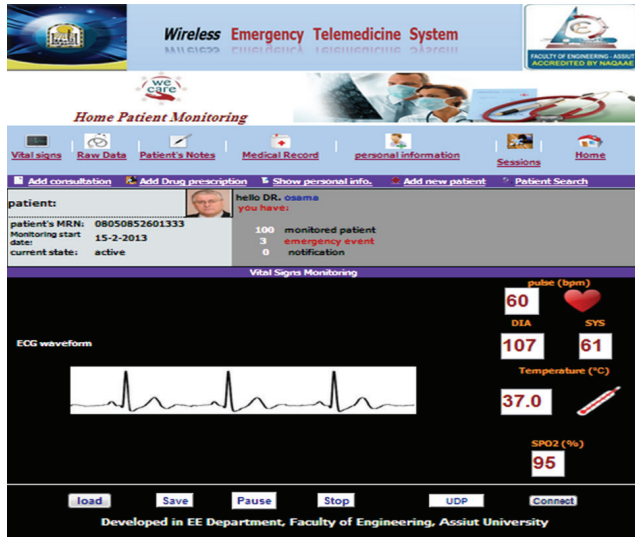 Wireless Emergency Telemedicine System
FACULTY OF ENGINEERING - ASSIUT
ACCREDITED BY NAQAAE
we care
Home Patient Monitoring
Vital signs Raw Data Patient's Notes Medical Record personal information Sessions Home
Add consultation Add Drug prescription Show personal info. Add new patient Patient Search
patient:
patient's MRN: 08050852601333
Monitoring start date: 15-2-2013
current state: active
hello DR. osama
you have:
100 monitored patient
3 emergency event
0 notification
Vital Signs Monitoring
pulse (bpm)
60
DIA SYS
107 61
ECG waveform
Temperature (°C)
37.0
SPO2 (%)
95
load Save Pause Stop UDP Connect
Developed in EE Department, Faculty of Engineering, Assiut University